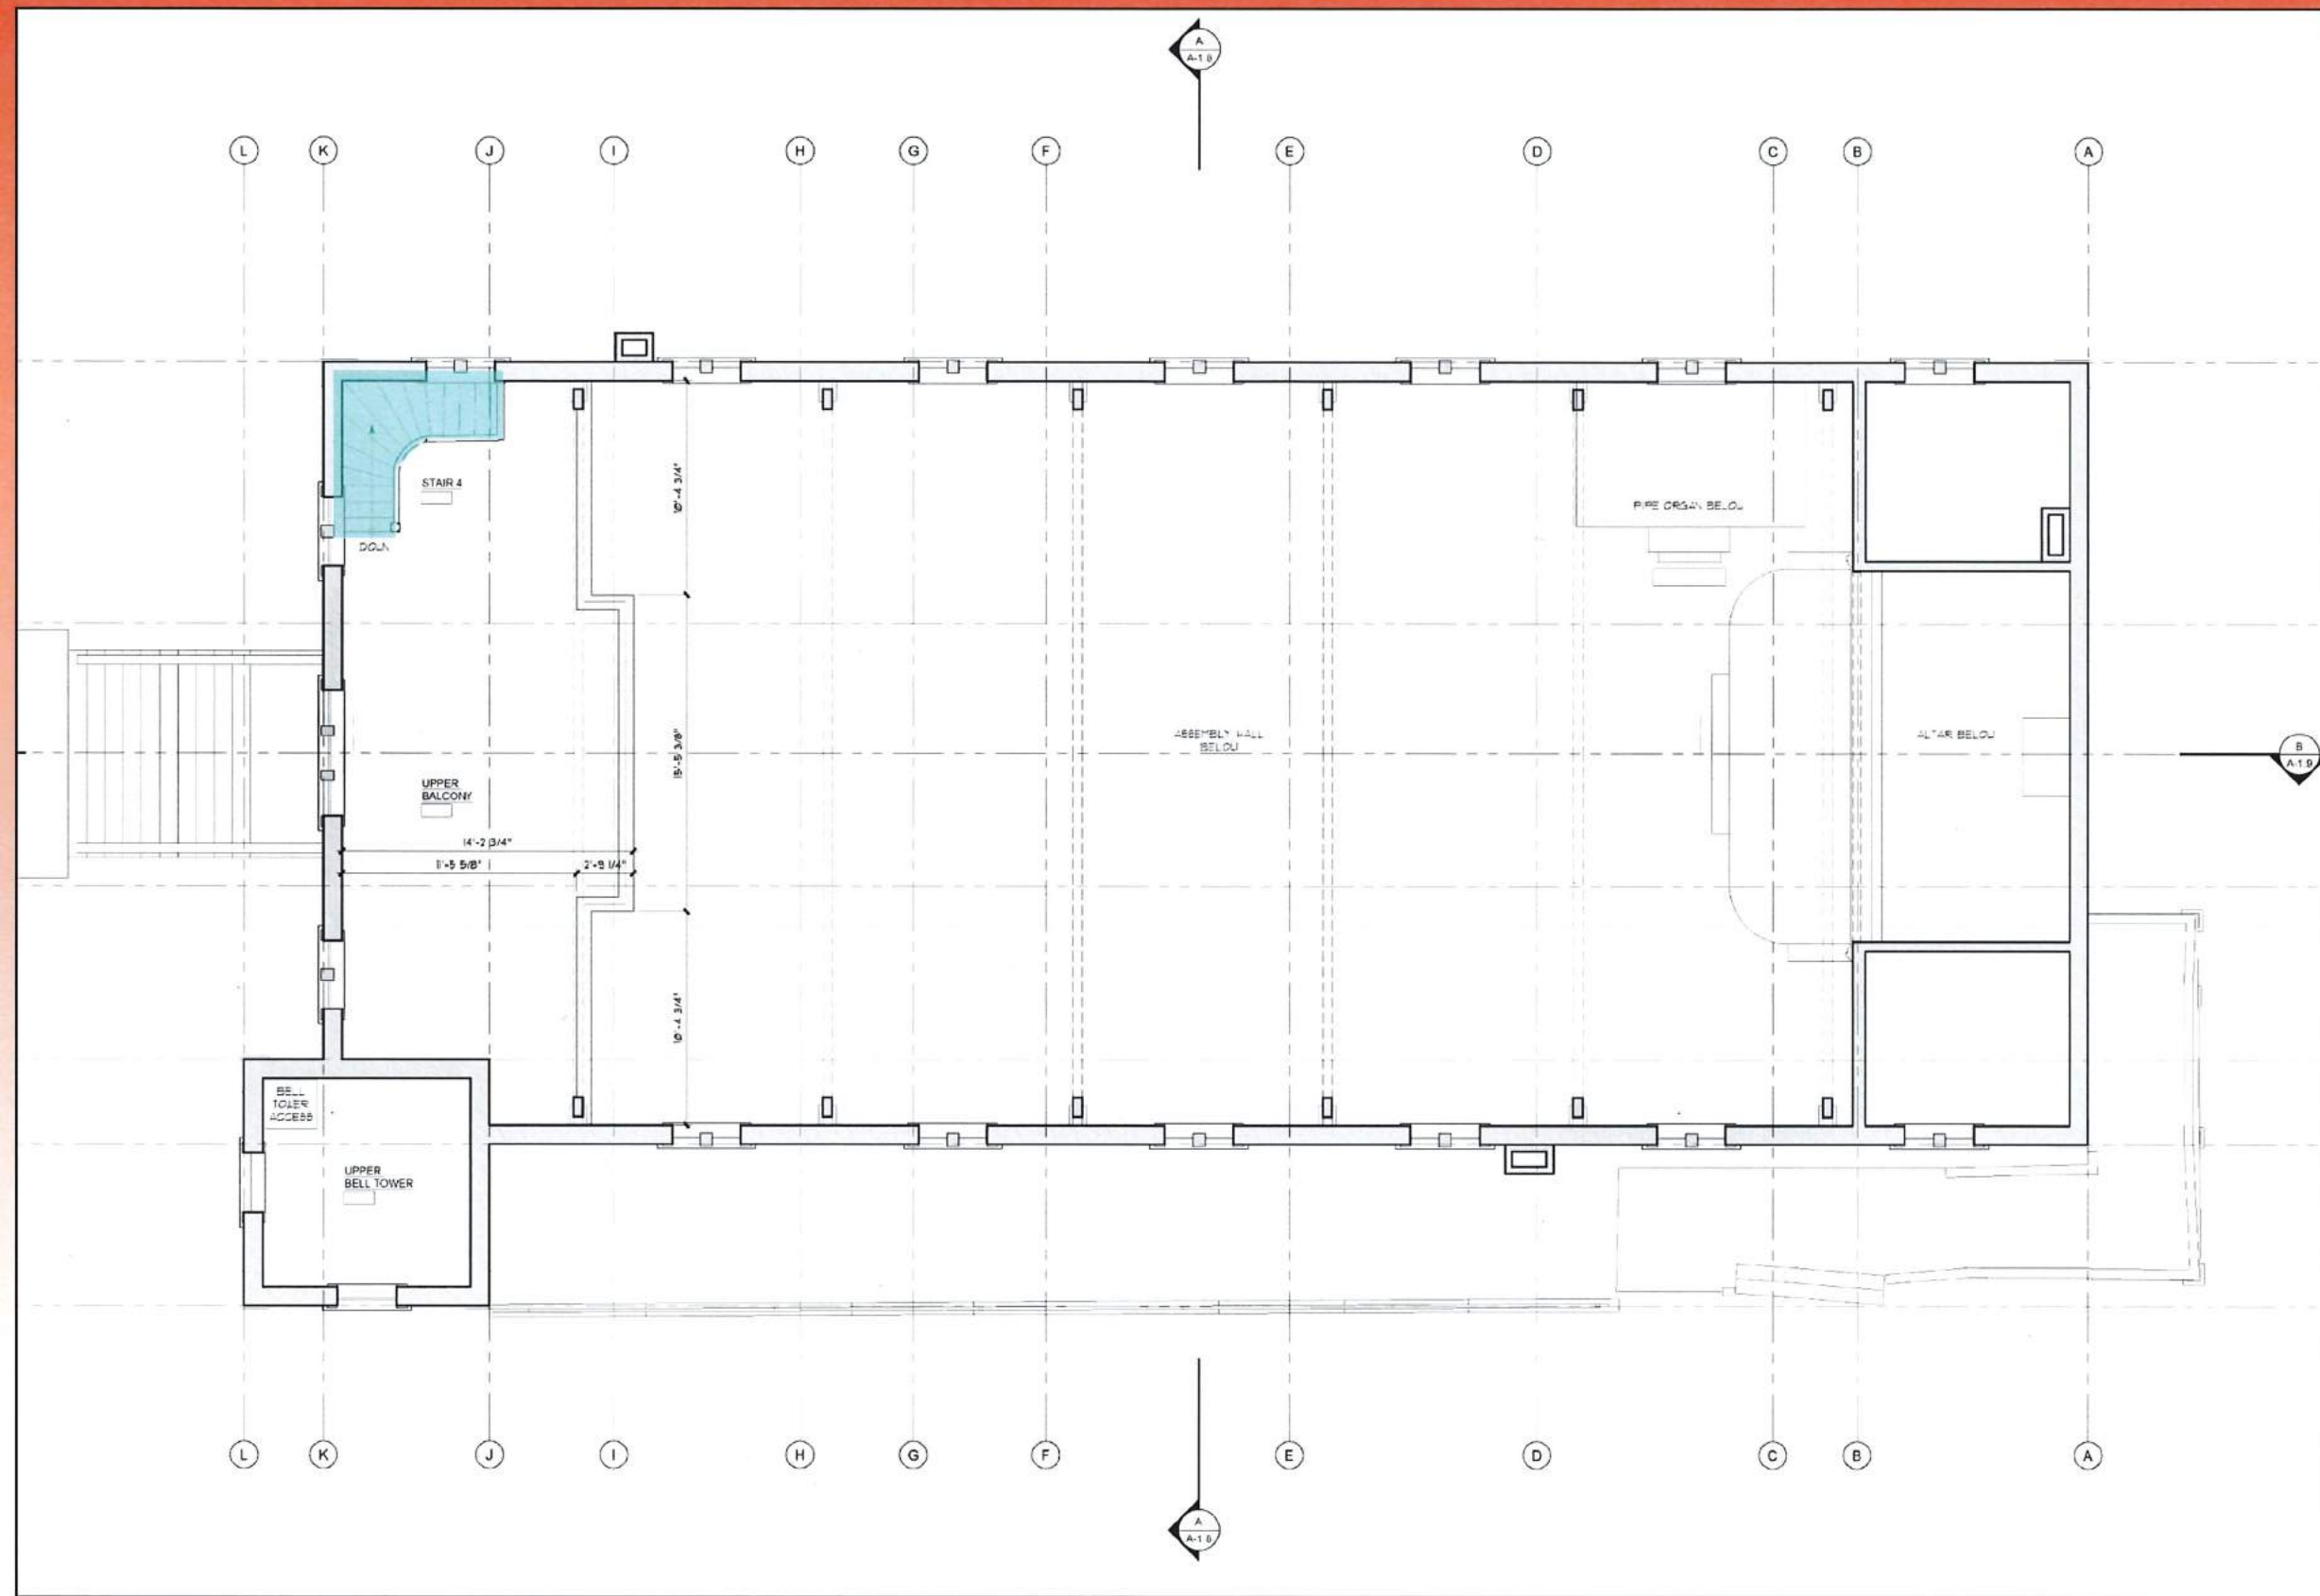 A
A-1.8
L K J I H G F E D C B A
STAIR 4
DOWN
10'-4 3/4"
PIPE ORGAN BELOW
15'-5 3/8"
ASSEMBLY HALL
BELOW
ALTAR BELOW
B
A-1.9
UPPER
BALCONY
14'-2 3/4"
11'-5 5/8"
2'-9 1/4"
10'-4 3/4"
BELL
TOWER
ACCESS
UPPER
BELL TOWER
L K J I H G F E D C B A
A
A-1.8